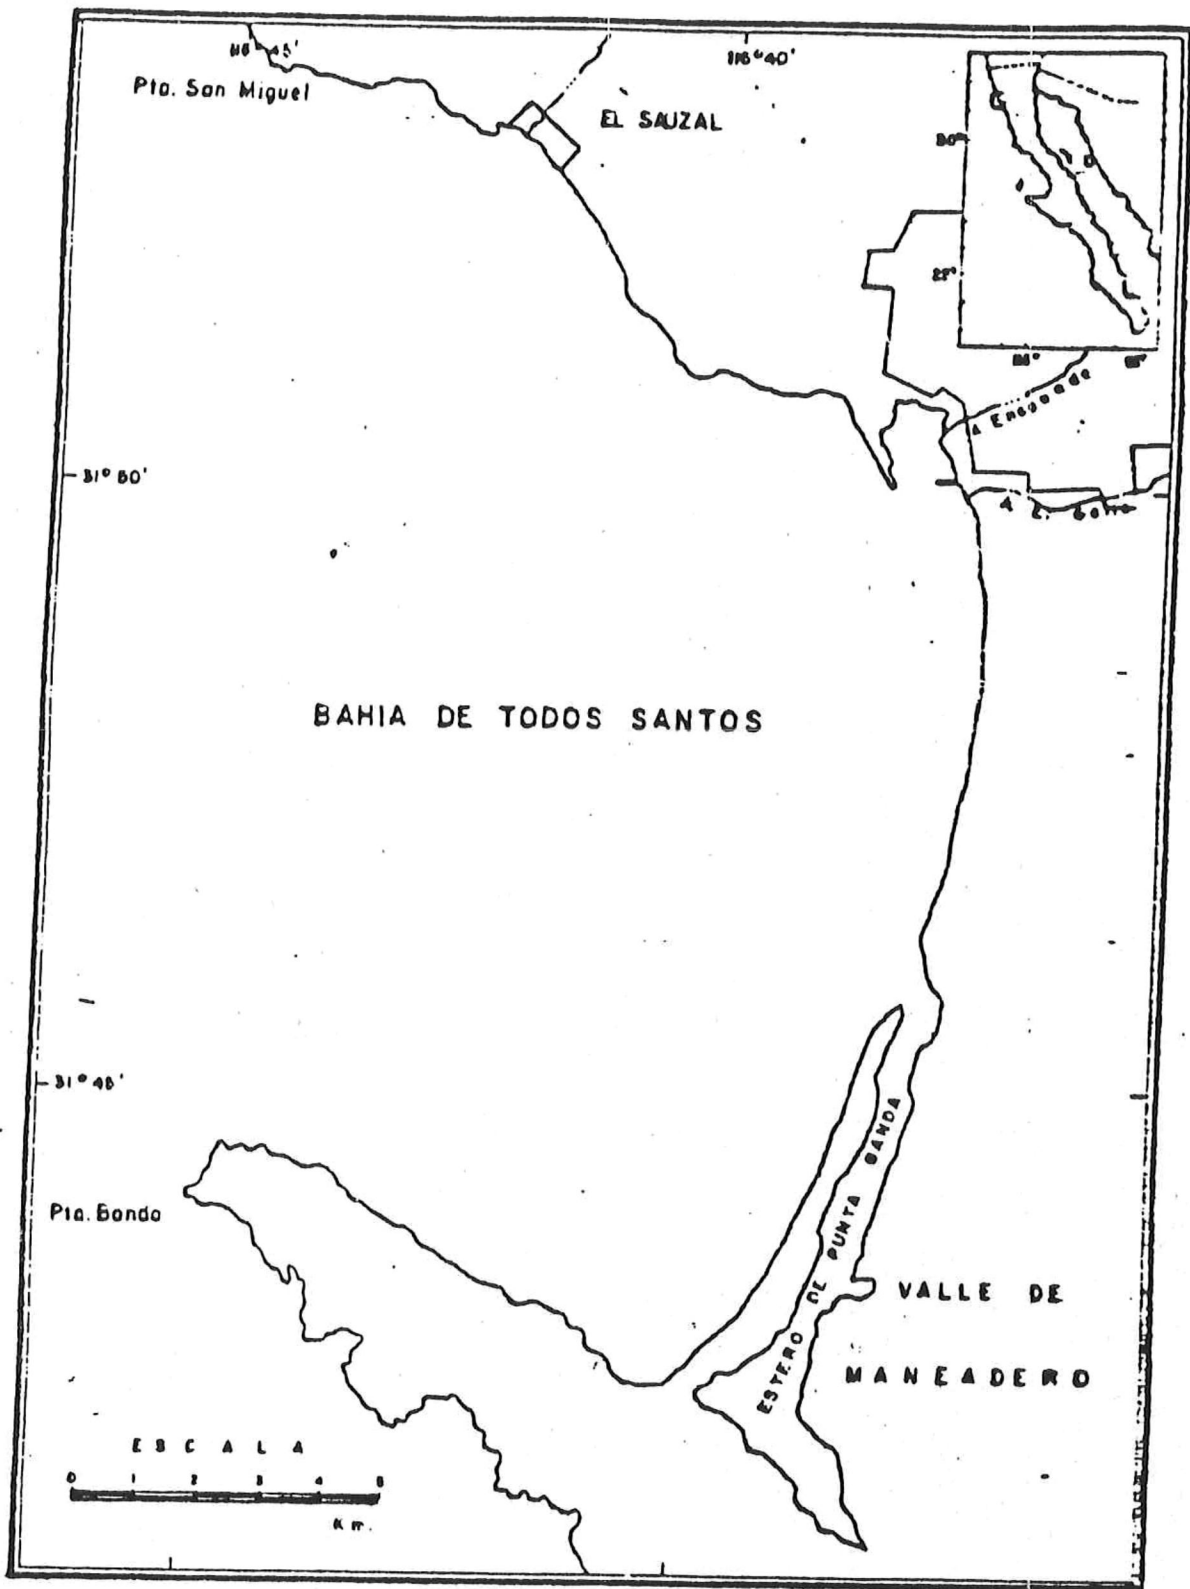 116°45'
116°40'
Pta. San Miguel
EL SAUZAL
30°
A Ensenada
31°50'
BAHIA DE TODOS SANTOS
31°45'
ESTERO DE PUNTA BANDA
Pta. Banda
VALLE DE
MANEADERO
ESCALA
0 1 2 3 4 5
Km.